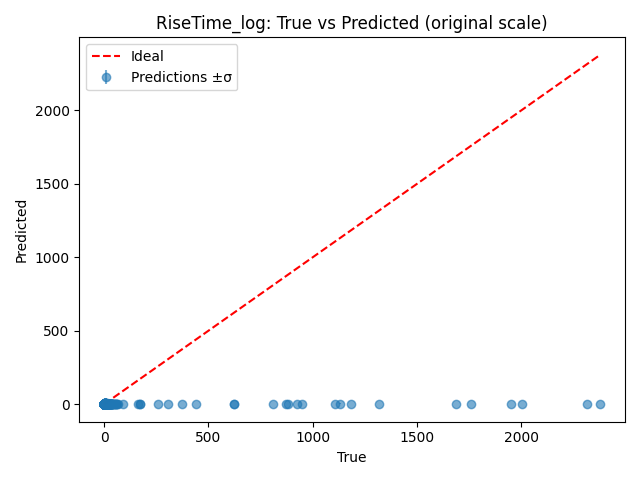 RiseTime_log: True vs Predicted (original scale)
Ideal
Predictions ±σ
Predicted
2000
1500
1000
500
0
0 500 1000 1500 2000
True